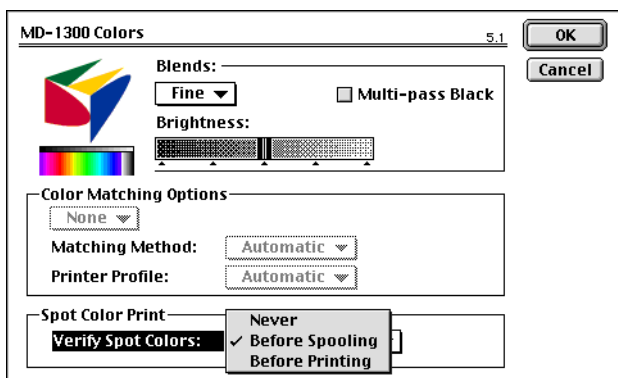 MD-1300 Colors 5.1
OK
Cancel
Blends:
Fine
Multi-pass Black
Brightness:
Color Matching Options
None
Matching Method: Automatic
Printer Profile: Automatic
Spot Color Print
Never
Verify Spot Colors: ✓ Before Spooling
Before Printing